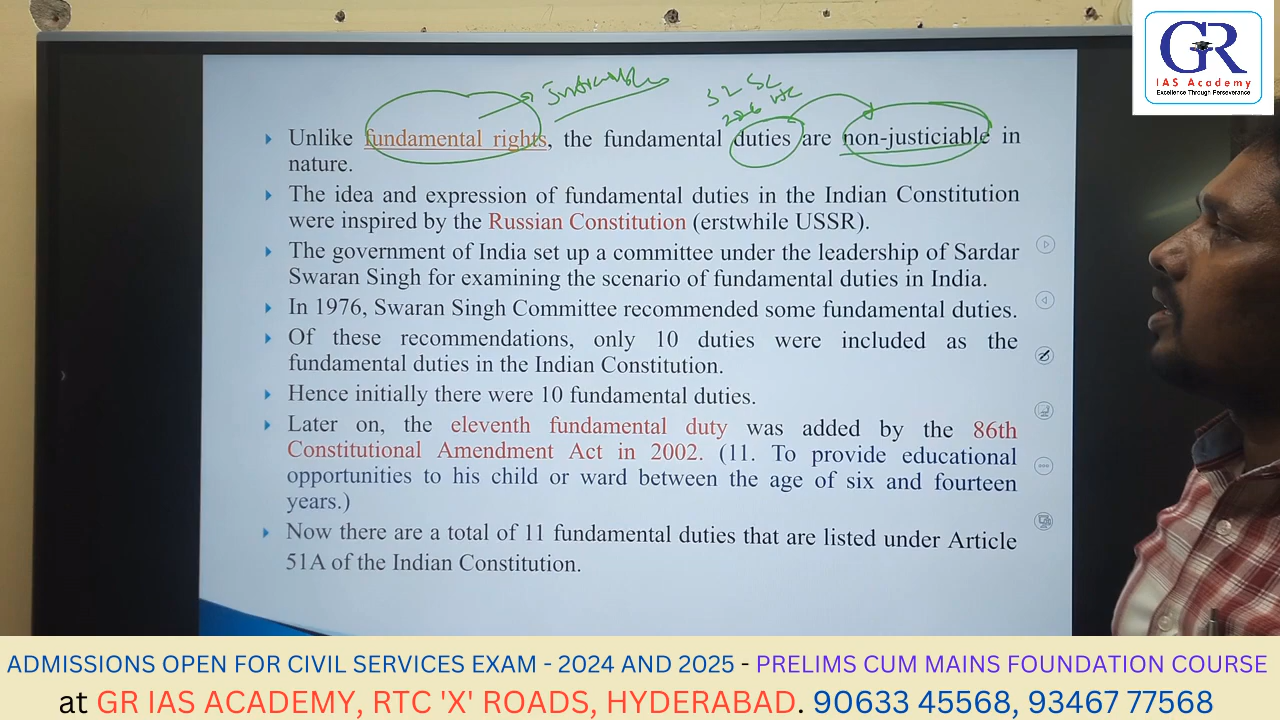 GR
IAS Academy
Excellence Through Perseverance
Justiciable
32 SC
226 HC
Unlike fundamental rights, the fundamental duties are non-justiciable in
nature.
The idea and expression of fundamental duties in the Indian Constitution
were inspired by the Russian Constitution (erstwhile USSR).
The government of India set up a committee under the leadership of Sardar
Swaran Singh for examining the scenario of fundamental duties in India.
In 1976, Swaran Singh Committee recommended some fundamental duties.
Of these recommendations, only 10 duties were included as the
fundamental duties in the Indian Constitution.
Hence initially there were 10 fundamental duties.
Later on, the eleventh fundamental duty was added by the 86th
Constitutional Amendment Act in 2002. (11. To provide educational
opportunities to his child or ward between the age of six and fourteen
years.)
Now there are a total of 11 fundamental duties that are listed under Article
51A of the Indian Constitution.
ADMISSIONS OPEN FOR CIVIL SERVICES EXAM - 2024 AND 2025 - PRELIMS CUM MAINS FOUNDATION COURSE
at GR IAS ACADEMY, RTC 'X' ROADS, HYDERABAD. 90633 45568, 93467 77568